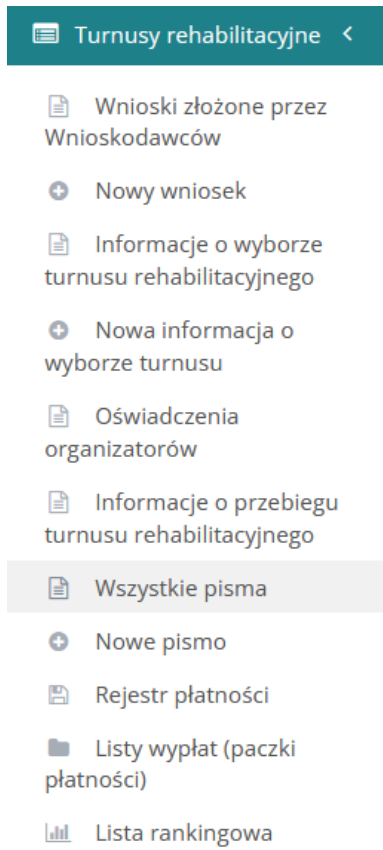 Turnusy rehabilitacyjne
Wnioski złożone przez
Wnioskodawców
Nowy wniosek
Informacje o wyborze
turnusu rehabilitacyjnego
Nowa informacja o
wyborze turnusu
Oświadczenia
organizatorów
Informacje o przebiegu
turnusu rehabilitacyjnego
Wszystkie pisma
Nowe pismo
Rejestr płatności
Listy wypłat (paczki
płatności)
Lista rankingowa